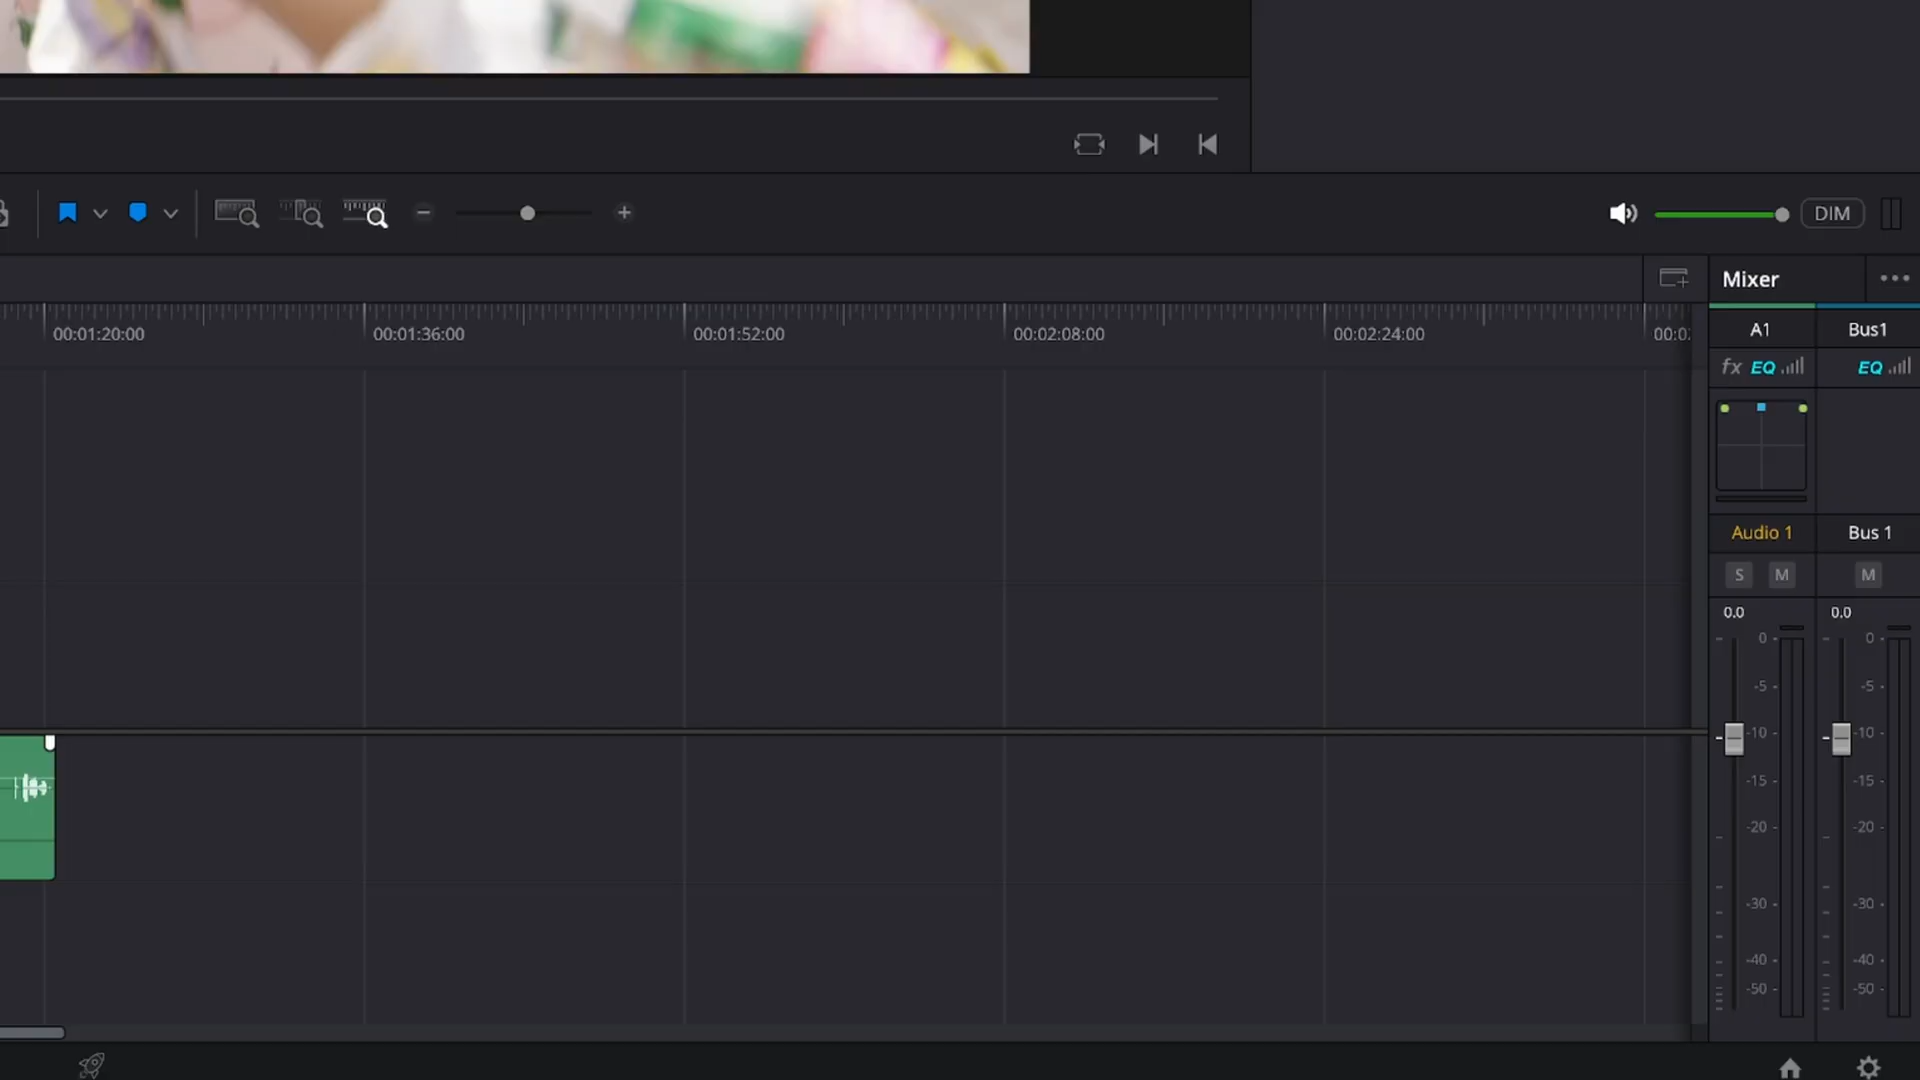 DIM
Mixer
00:01:20:00 00:01:36:00 00:01:52:00 00:02:08:00 00:02:24:00
A1 Bus1
fx EQ EQ
Audio 1 Bus 1
S M M
0.0 0.0
0 0
-5 -5
-10 -10
-15 -15
-20 -20
-30 -30
-40 -40
-50 -50